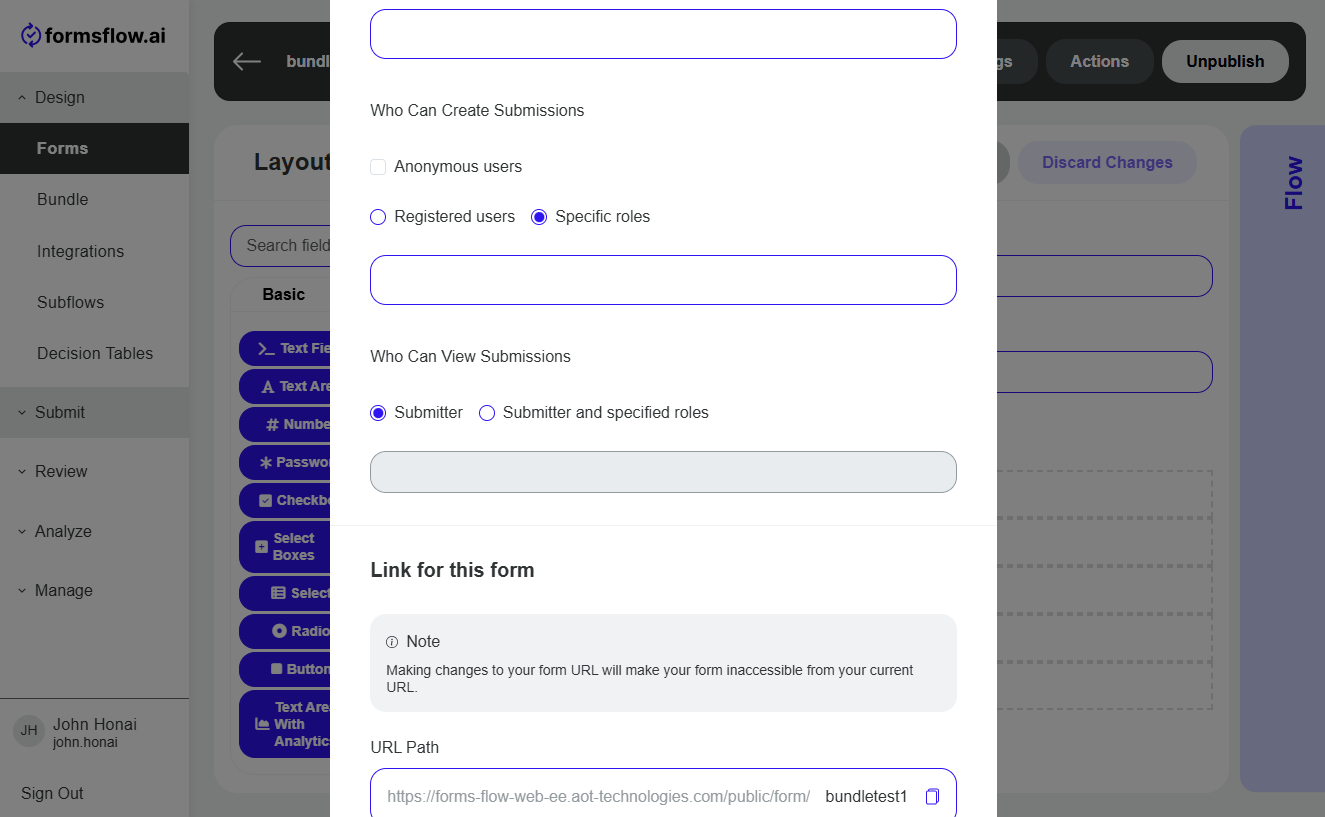 formsflow.ai
Design
Forms
Bundle
Integrations
Subflows
Decision Tables
Submit
Review
Analyze
Manage
JH
John Honai
john.honai
Sign Out
bundl
gs
Actions
Unpublish
Layout
Discard Changes
Flow
Search field
Basic
Text Fie
Text Are
Numbe
Passwo
Checkbo
Select
Boxes
Select
Radio
Button
Text Area
With
Analytics
Who Can Create Submissions
Anonymous users
Registered users Specific roles
Who Can View Submissions
Submitter Submitter and specified roles
Link for this form
Note
Making changes to your form URL will make your form inaccessible from your current
URL.
URL Path
https://forms-flow-web-ee.aot-technologies.com/public/form/ bundletest1